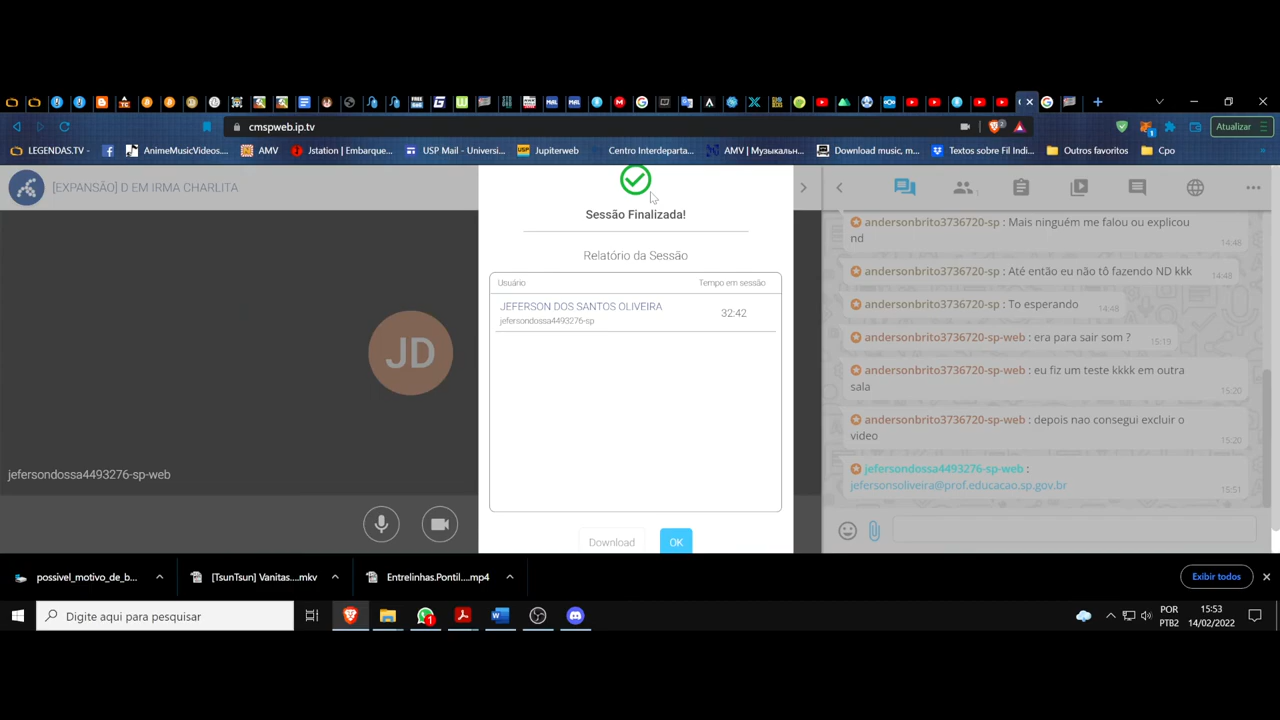 cmspweb.ip.tv
Atualizar
LEGENDAS.TV
AnimeMusicVideos...
AMV
Jstation | Embarque...
USP Mail - Universi...
Jupiterweb
Centro Interdeparta...
AMV | Музыкальн...
Download music, m...
Textos sobre Fil Indi...
Outros favoritos
Cpo
[EXPANSÃO] D EM IRMA CHARLITA
JD
jefersondossa4493276-sp-web
Sessão Finalizada!
Relatório da Sessão
Usuário
Tempo em sessão
JEFERSON DOS SANTOS OLIVEIRA
jefersondossa4493276-sp
32:42
Download
OK
andersonbrito3736720-sp : Mais ninguém me falou ou explicou
nd
14:48
andersonbrito3736720-sp : Até então eu não tô fazendo ND kkk
14:48
andersonbrito3736720-sp : To esperando
14:48
andersonbrito3736720-sp-web : era para sair som ?
15:19
andersonbrito3736720-sp-web : eu fiz um teste kkkk em outra
sala
15:20
andersonbrito3736720-sp-web : depois nao consegui excluir o
video
15:20
jefersondossa4493276-sp-web :
jefersonsoliveira@prof.educacao.sp.gov.br
15:51
possivel_motivo_de_b...
[TsunTsun] Vanitas....mkv
Entrelinhas.Pontil....mp4
Exibir todos
Digite aqui para pesquisar
1
POR
PTB2
15:53
14/02/2022